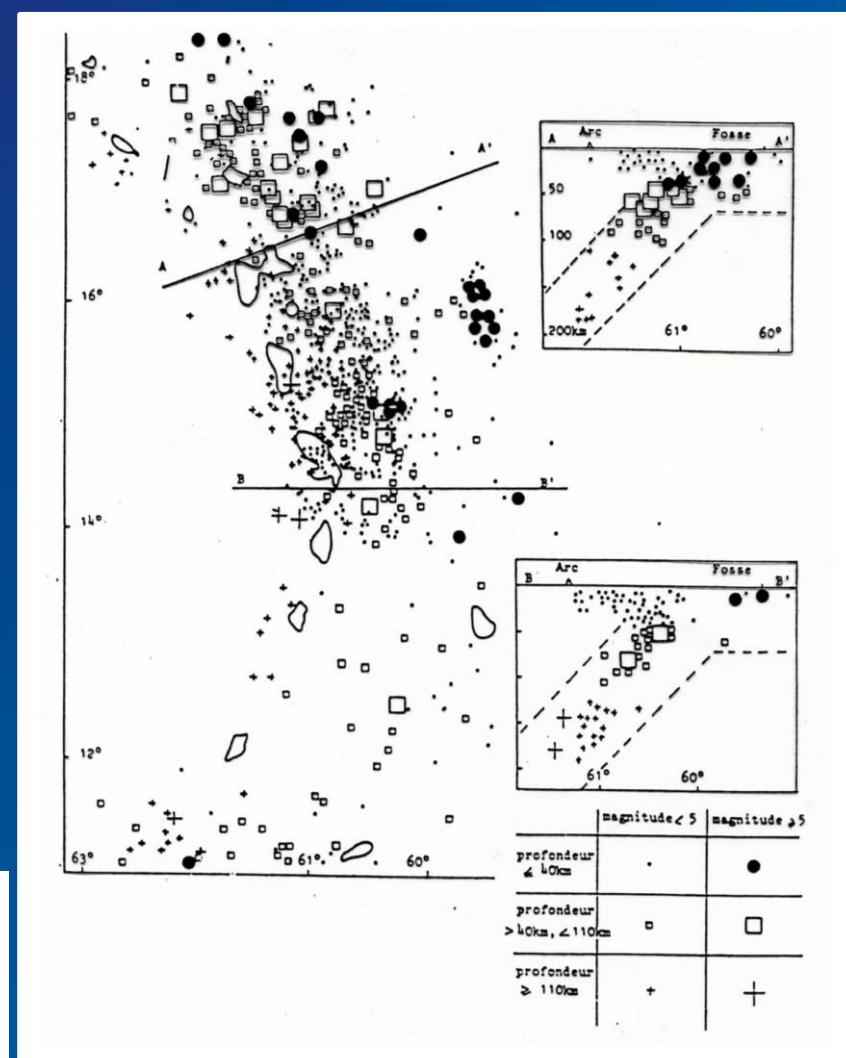 18°
16°
14°
12°
63°
61°
60°
A
A'
B
B'
A
Arc
Fosse
A'
50
100
200km
61°
60°
B
Arc
Fosse
B'
61°
60°
magnitude < 5
magnitude ⩾ 5
profondeur
⩽ 40km
profondeur
> 40km, < 110km
profondeur
⩾ 110km